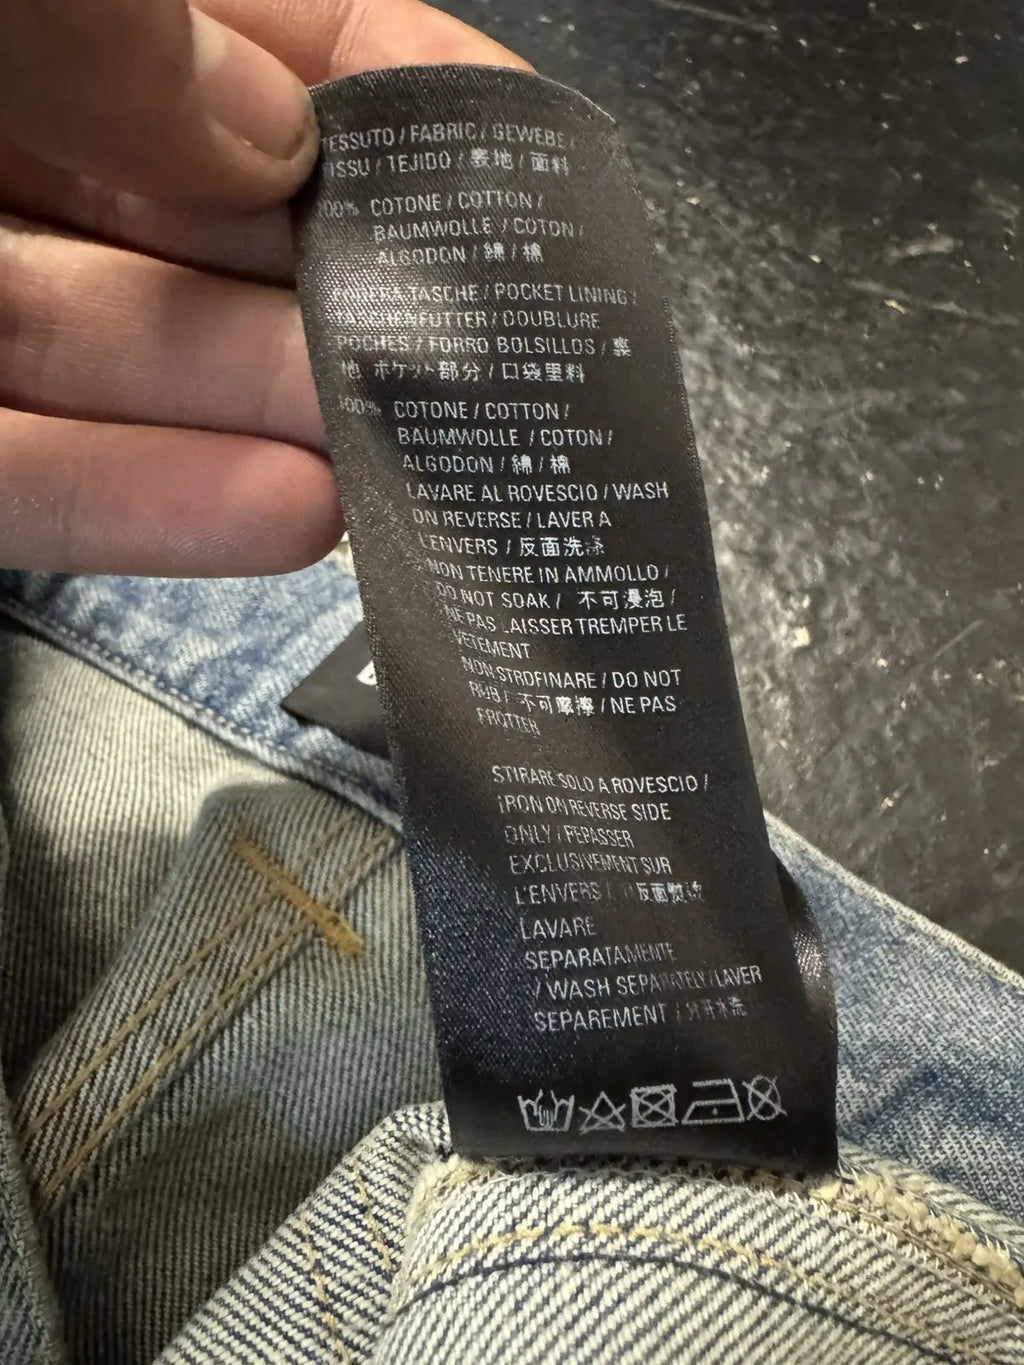 TESSUTO / FABRIC / GEWEBE /
TISSU / TEJIDO / 表地 / 面料
100% COTONE / COTTON /
BAUMWOLLE / COTON /
ALGODON / 綿 / 棉
TASCHE / POCKET LINING /
TASCHENFUTTER / DOUBLURE
POCHES / FORRO BOLSILLOS / 裏
地 ポケット部分 / 口袋里料
100% COTONE / COTTON /
BAUMWOLLE / COTON /
ALGODON / 綿 / 棉
LAVARE AL ROVESCIO / WASH
ON REVERSE / LAVER A
L'ENVERS / 反面洗涤
NON TENERE IN AMMOLLO /
DO NOT SOAK / 不可浸泡 /
NE PAS LAISSER TREMPER LE
VETEMENT
NON STROFINARE / DO NOT
RUB / 不可摩擦 / NE PAS
FROTTER
STIRARE SOLO A ROVESCIO /
IRON ON REVERSE SIDE
ONLY / REPASSER
EXCLUSIVEMENT SUR
L'ENVERS / 反面熨烫
LAVARE
SEPARATAMENTE
/ WASH SEPARATELY / LAVER
SEPAREMENT / 分开水洗